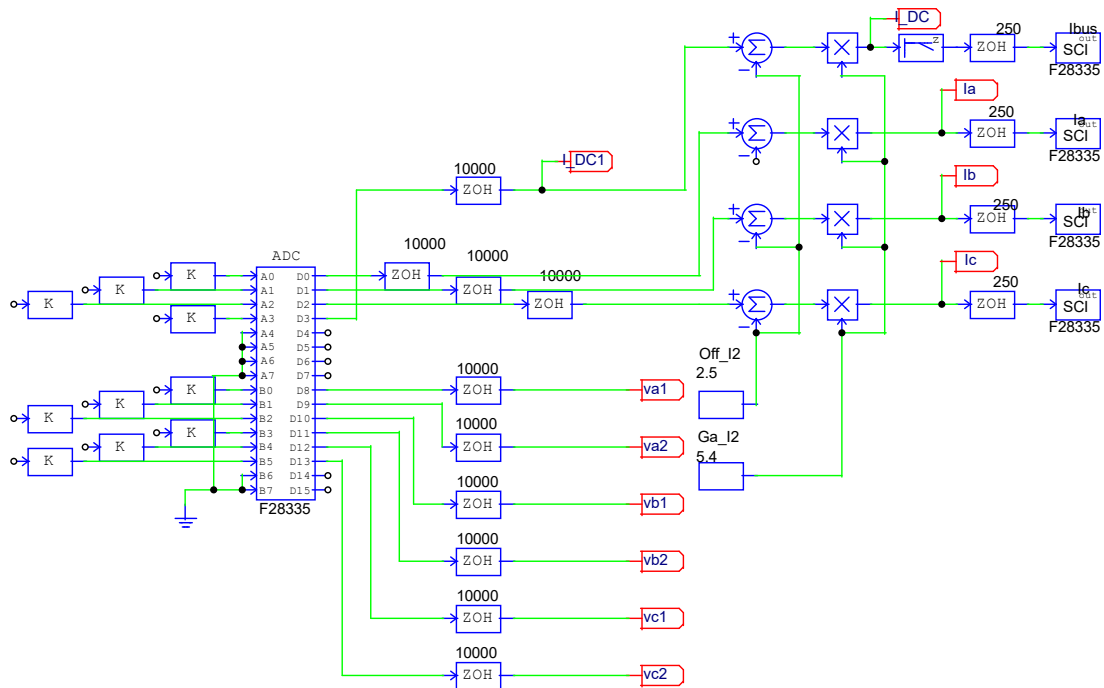 I_DC
250
Ibus
z
ZOH
out
SCI
F28335
+
Σ
−
×
Ia
250
ZOH
Ia
out
SCI
F28335
+
Σ
−
×
I_DC1
10000
ZOH
Ib
250
ZOH
Ib
out
SCI
F28335
+
Σ
−
×
10000
ZOH
10000
ZOH
10000
ZOH
Ic
250
ZOH
Ic
out
SCI
F28335
+
Σ
−
×
ADC
K
K
K
K
A0 D0
A1 D1
A2 D2
A3 D3
A4 D4
A5 D5
A6 D6
A7 D7
B0 D8
B1 D9
B2 D10
B3 D11
B4 D12
B5 D13
B6 D14
B7 D15
F28335
K
K
K
K
K
K
Off_I2
2.5
Ga_I2
5.4
10000
ZOH
va1
10000
ZOH
va2
10000
ZOH
vb1
10000
ZOH
vb2
10000
ZOH
vc1
10000
ZOH
vc2